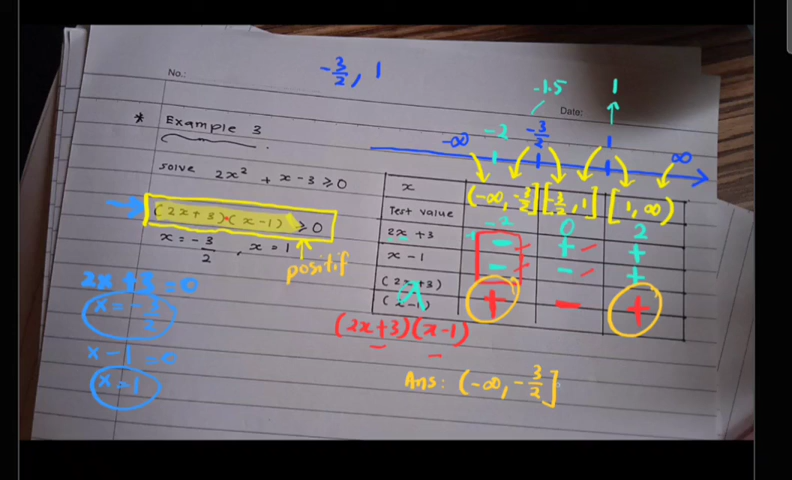 -3/2, 1
No.:
-1.5 1
Date:
* Example 3.
-∞ -2 -3/2 1 ∞
solve 2x² + x - 3 ≥ 0
x (-∞, -3/2] [-3/2, 1] [1, ∞)
Test value -2 0 2
(2x + 3)•(x - 1) ≥ 0
2x + 3 - + +
x = -3/2, x = 1
x - 1 - - +
positif
(2x + 3)
(x - 1) + - +
2x + 3 = 0
x = -3/2
(2x+3)(x-1)
x - 1 = 0
x = 1
Ans: (-∞, -3/2]